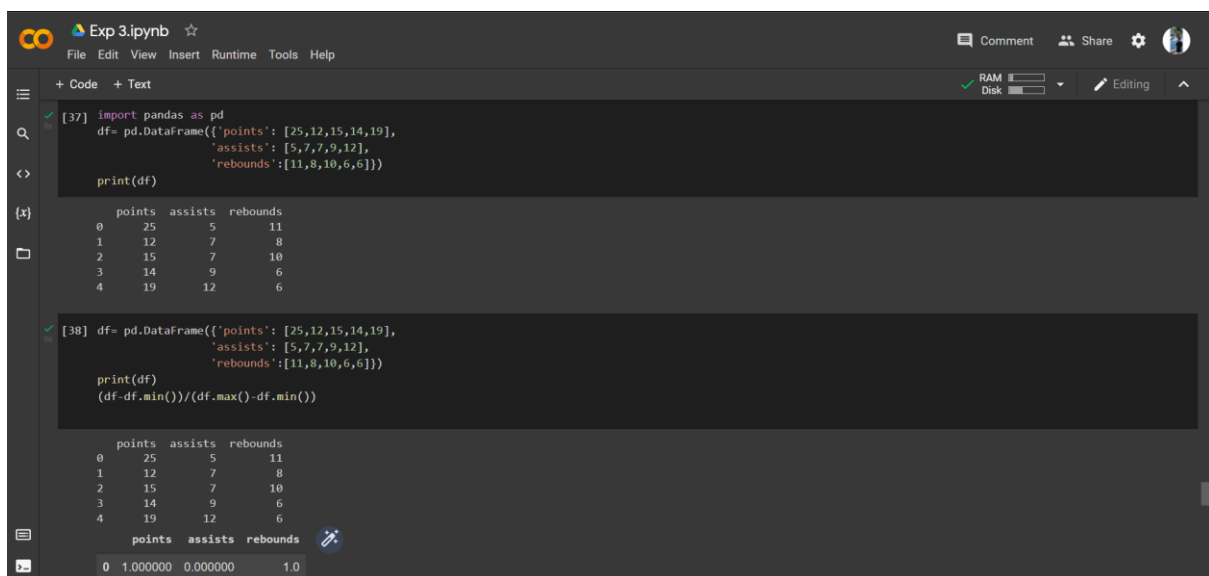 Exp 3.ipynb
File Edit View Insert Runtime Tools Help
Comment Share
+ Code + Text
RAM
Disk
Editing
[37] import pandas as pd
df= pd.DataFrame({'points': [25,12,15,14,19],
'assists': [5,7,7,9,12],
'rebounds':[11,8,10,6,6]})
print(df)
points assists rebounds
0 25 5 11
1 12 7 8
2 15 7 10
3 14 9 6
4 19 12 6
[38] df= pd.DataFrame({'points': [25,12,15,14,19],
'assists': [5,7,7,9,12],
'rebounds':[11,8,10,6,6]})
print(df)
(df-df.min())/(df.max()-df.min())
points assists rebounds
0 25 5 11
1 12 7 8
2 15 7 10
3 14 9 6
4 19 12 6
points assists rebounds
0 1.000000 0.000000 1.0